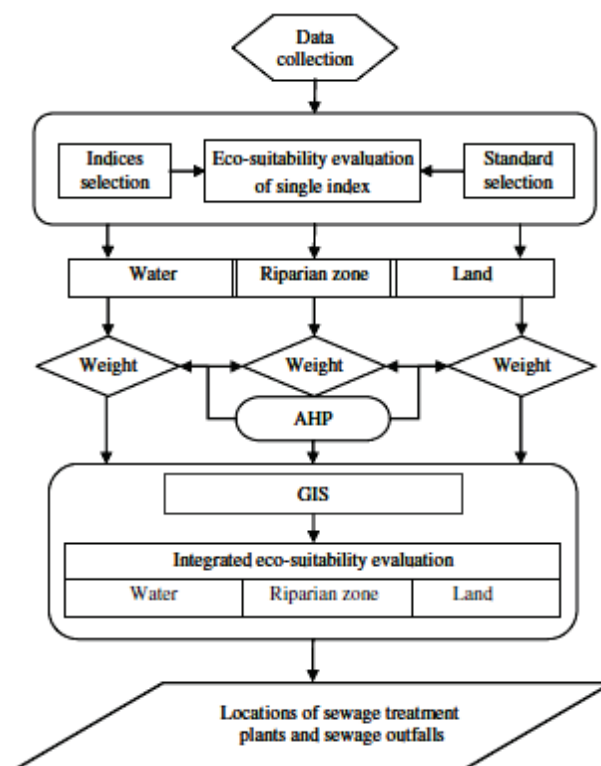 Data
collection
Indices
selection
Eco-suitability evaluation
of single index
Standard
selection
Water
Riparian zone
Land
Weight
Weight
Weight
AHP
GIS
Integrated eco-suitability evaluation
Water
Riparian zone
Land
Locations of sewage treatment
plants and sewage outfalls